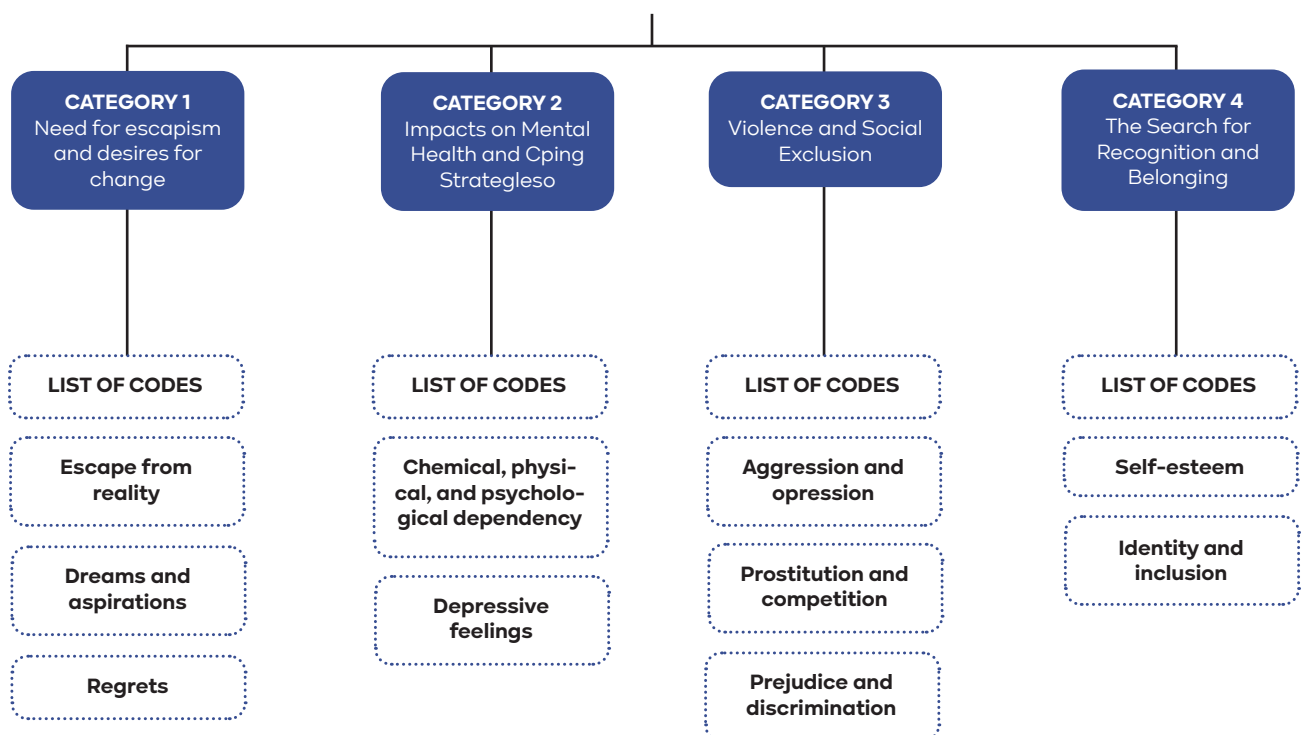 CATEGORY 1
Need for escapism
and desires for
change
CATEGORY 2
Impacts on Mental
Health and Cping
Strategleso
CATEGORY 3
Violence and Social
Exclusion
CATEGORY 4
The Search for
Recognition and
Belonging
LIST OF CODES
Escape from
reality
Dreams and
aspirations
Regrets
LIST OF CODES
Chemical, physi-
cal, and psycholo-
gical dependency
Depressive
feelings
LIST OF CODES
Aggression and
opression
Prostitution and
competition
Prejudice and
discrimination
LIST OF CODES
Self-esteem
Identity and
inclusion